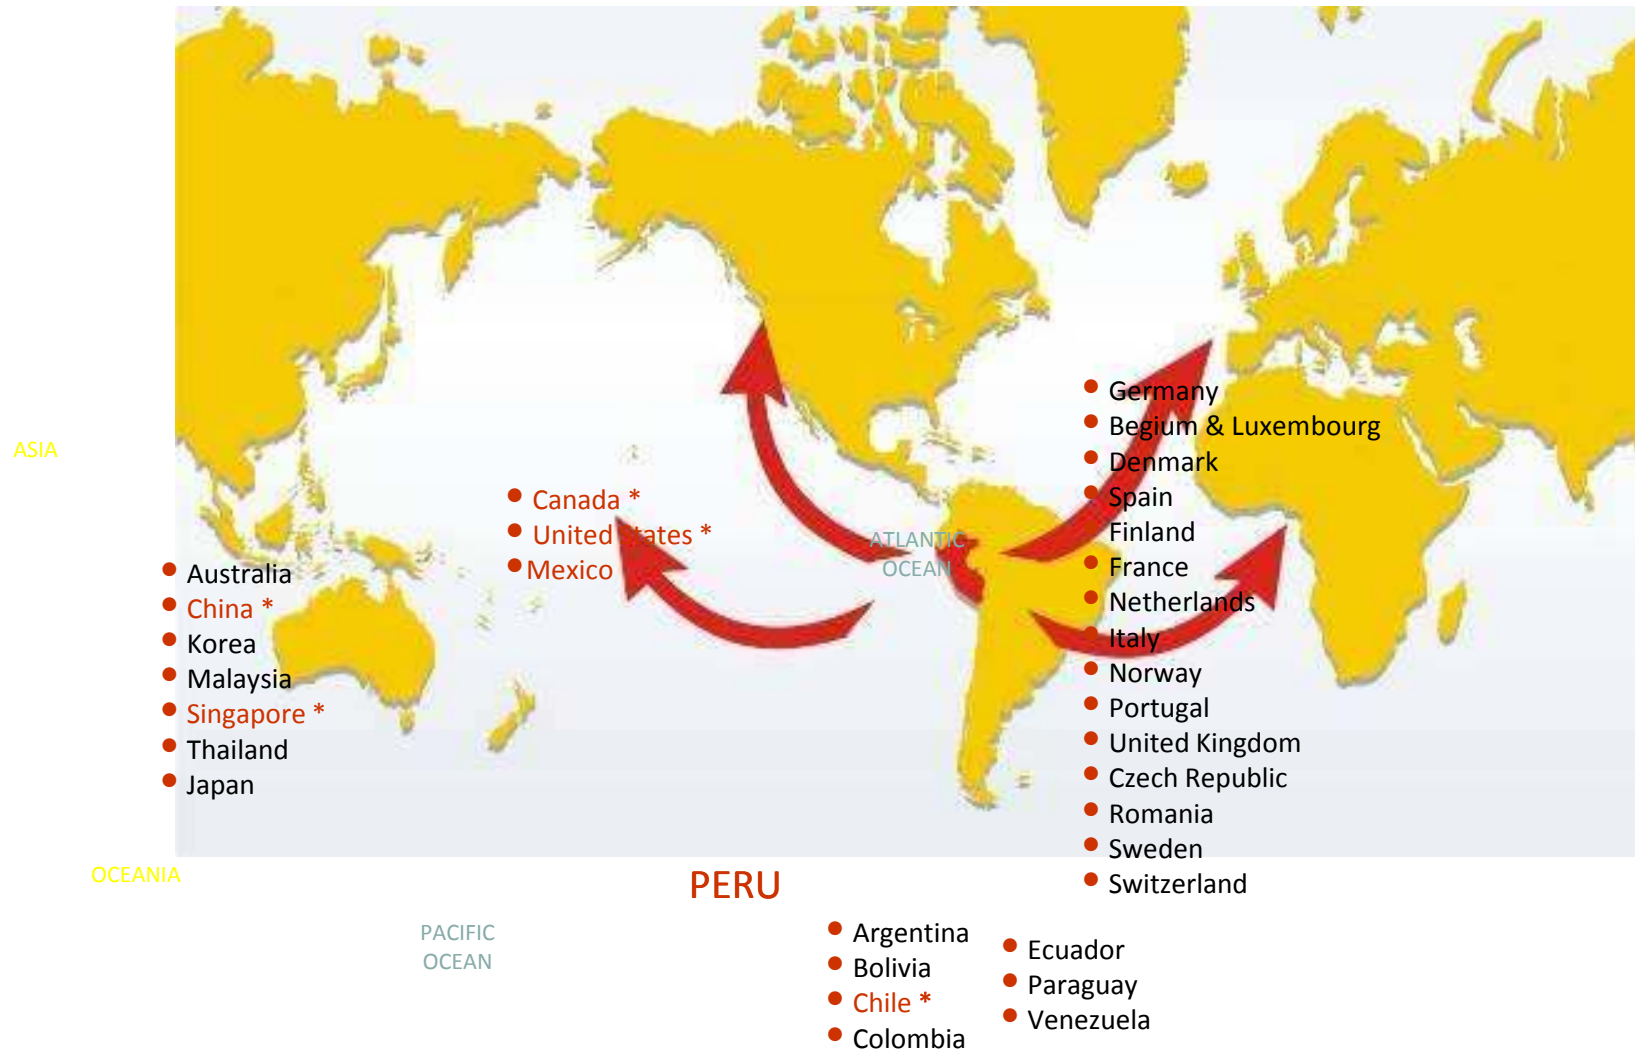 ASIA
Canada *
United States *
Mexico
ATLANTIC
OCEAN
Australia
China *
Korea
Malaysia
Singapore *
Thailand
Japan
Germany
Begium & Luxembourg
Denmark
Spain
Finland
France
Netherlands
Italy
Norway
Portugal
United Kingdom
Czech Republic
Romania
Sweden
Switzerland
OCEANIA
PERU
PACIFIC
OCEAN
Argentina
Bolivia
Chile *
Colombia
Ecuador
Paraguay
Venezuela